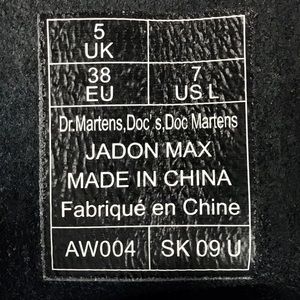 5
UK
38
EU
7
US L
Dr.Martens,Doc´s,Doc Martens
JADON MAX
MADE IN CHINA
Fabriqué en Chine
AW004 SK 09 U